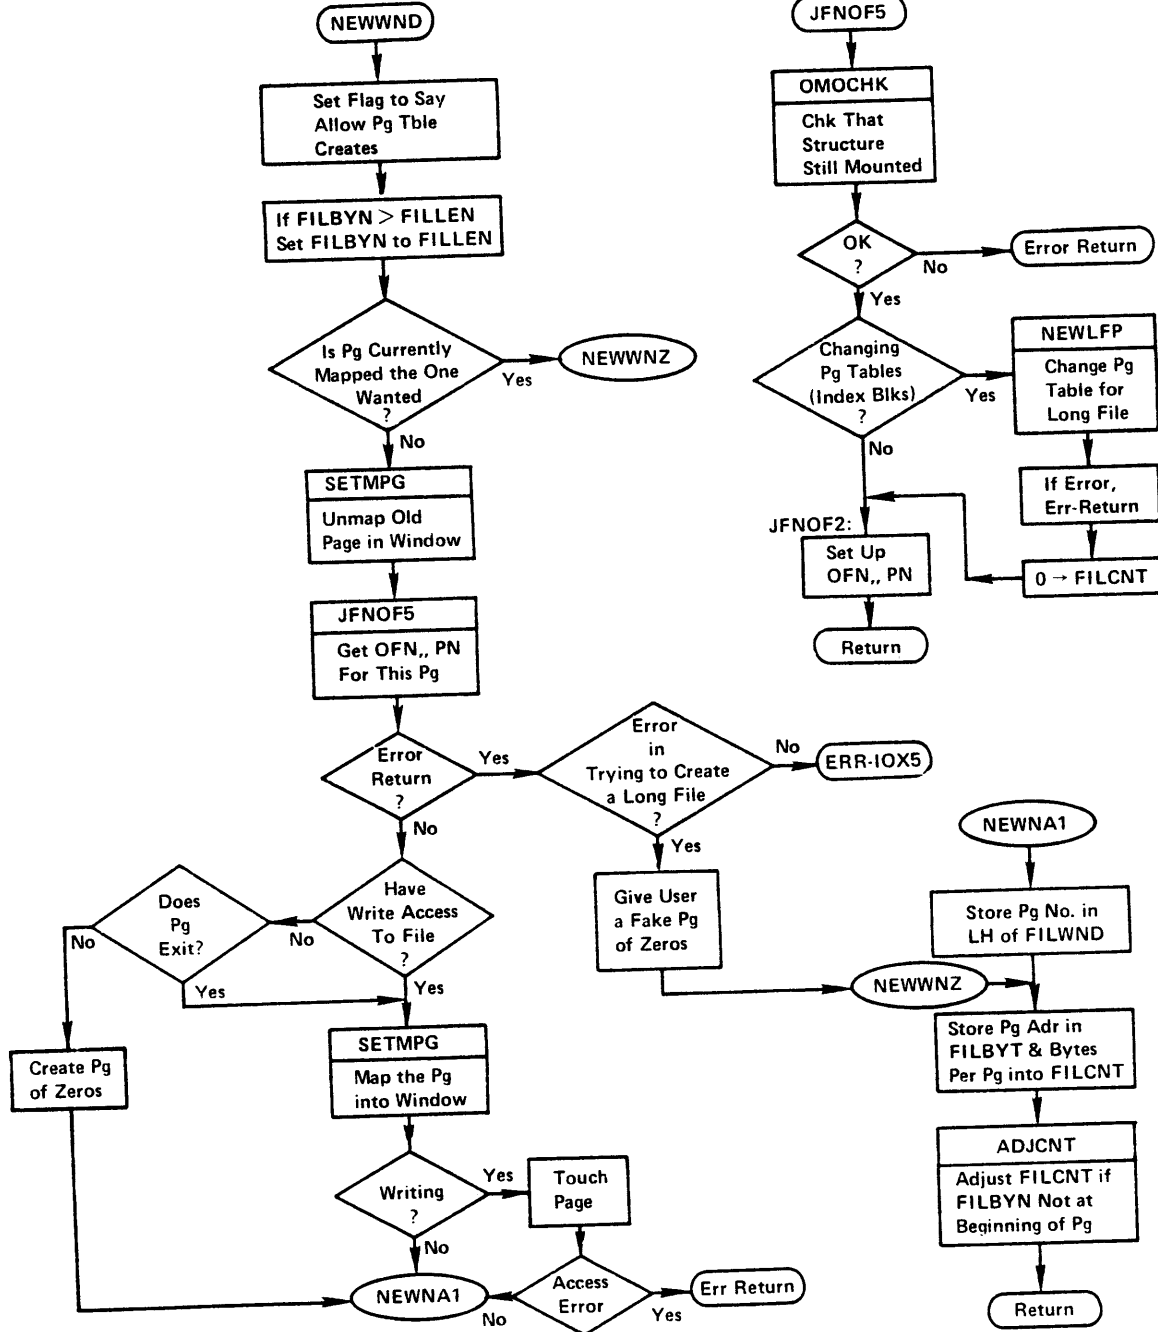 NEWWND
Set Flag to Say
Allow Pg Tble
Creates
If FILBYN > FILLEN
Set FILBYN to FILLEN
Is Pg Currently
Mapped the One
Wanted
?
Yes
NEWWNZ
No
SETMPG
Unmap Old
Page in Window
JFNOF5
Get OFN,, PN
For This Pg
Error
Return
?
Yes
Error
in
Trying to Create
a Long File
?
No
ERR-IOX5
Yes
Give User
a Fake Pg
of Zeros
No
Have
Write Access
To File
?
No
Does
Pg
Exit?
No
Yes
Yes
Create Pg
of Zeros
SETMPG
Map the Pg
into Window
Writing
?
Yes
Touch
Page
No
Access
Error
Yes
Err Return
No
NEWNA1
JFNOF5
OMOCHK
Chk That
Structure
Still Mounted
OK
?
No
Error Return
Yes
Changing
Pg Tables
(Index Blks)
?
Yes
NEWLFP
Change Pg
Table for
Long File
If Error,
Err-Return
0 → FILCNT
No
JFNOF2:
Set Up
OFN,, PN
Return
NEWNA1
Store Pg No. in
LH of FILWND
NEWWNZ
Store Pg Adr in
FILBYT & Bytes
Per Pg into FILCNT
ADJCNT
Adjust FILCNT if
FILBYN Not at
Beginning of Pg
Return